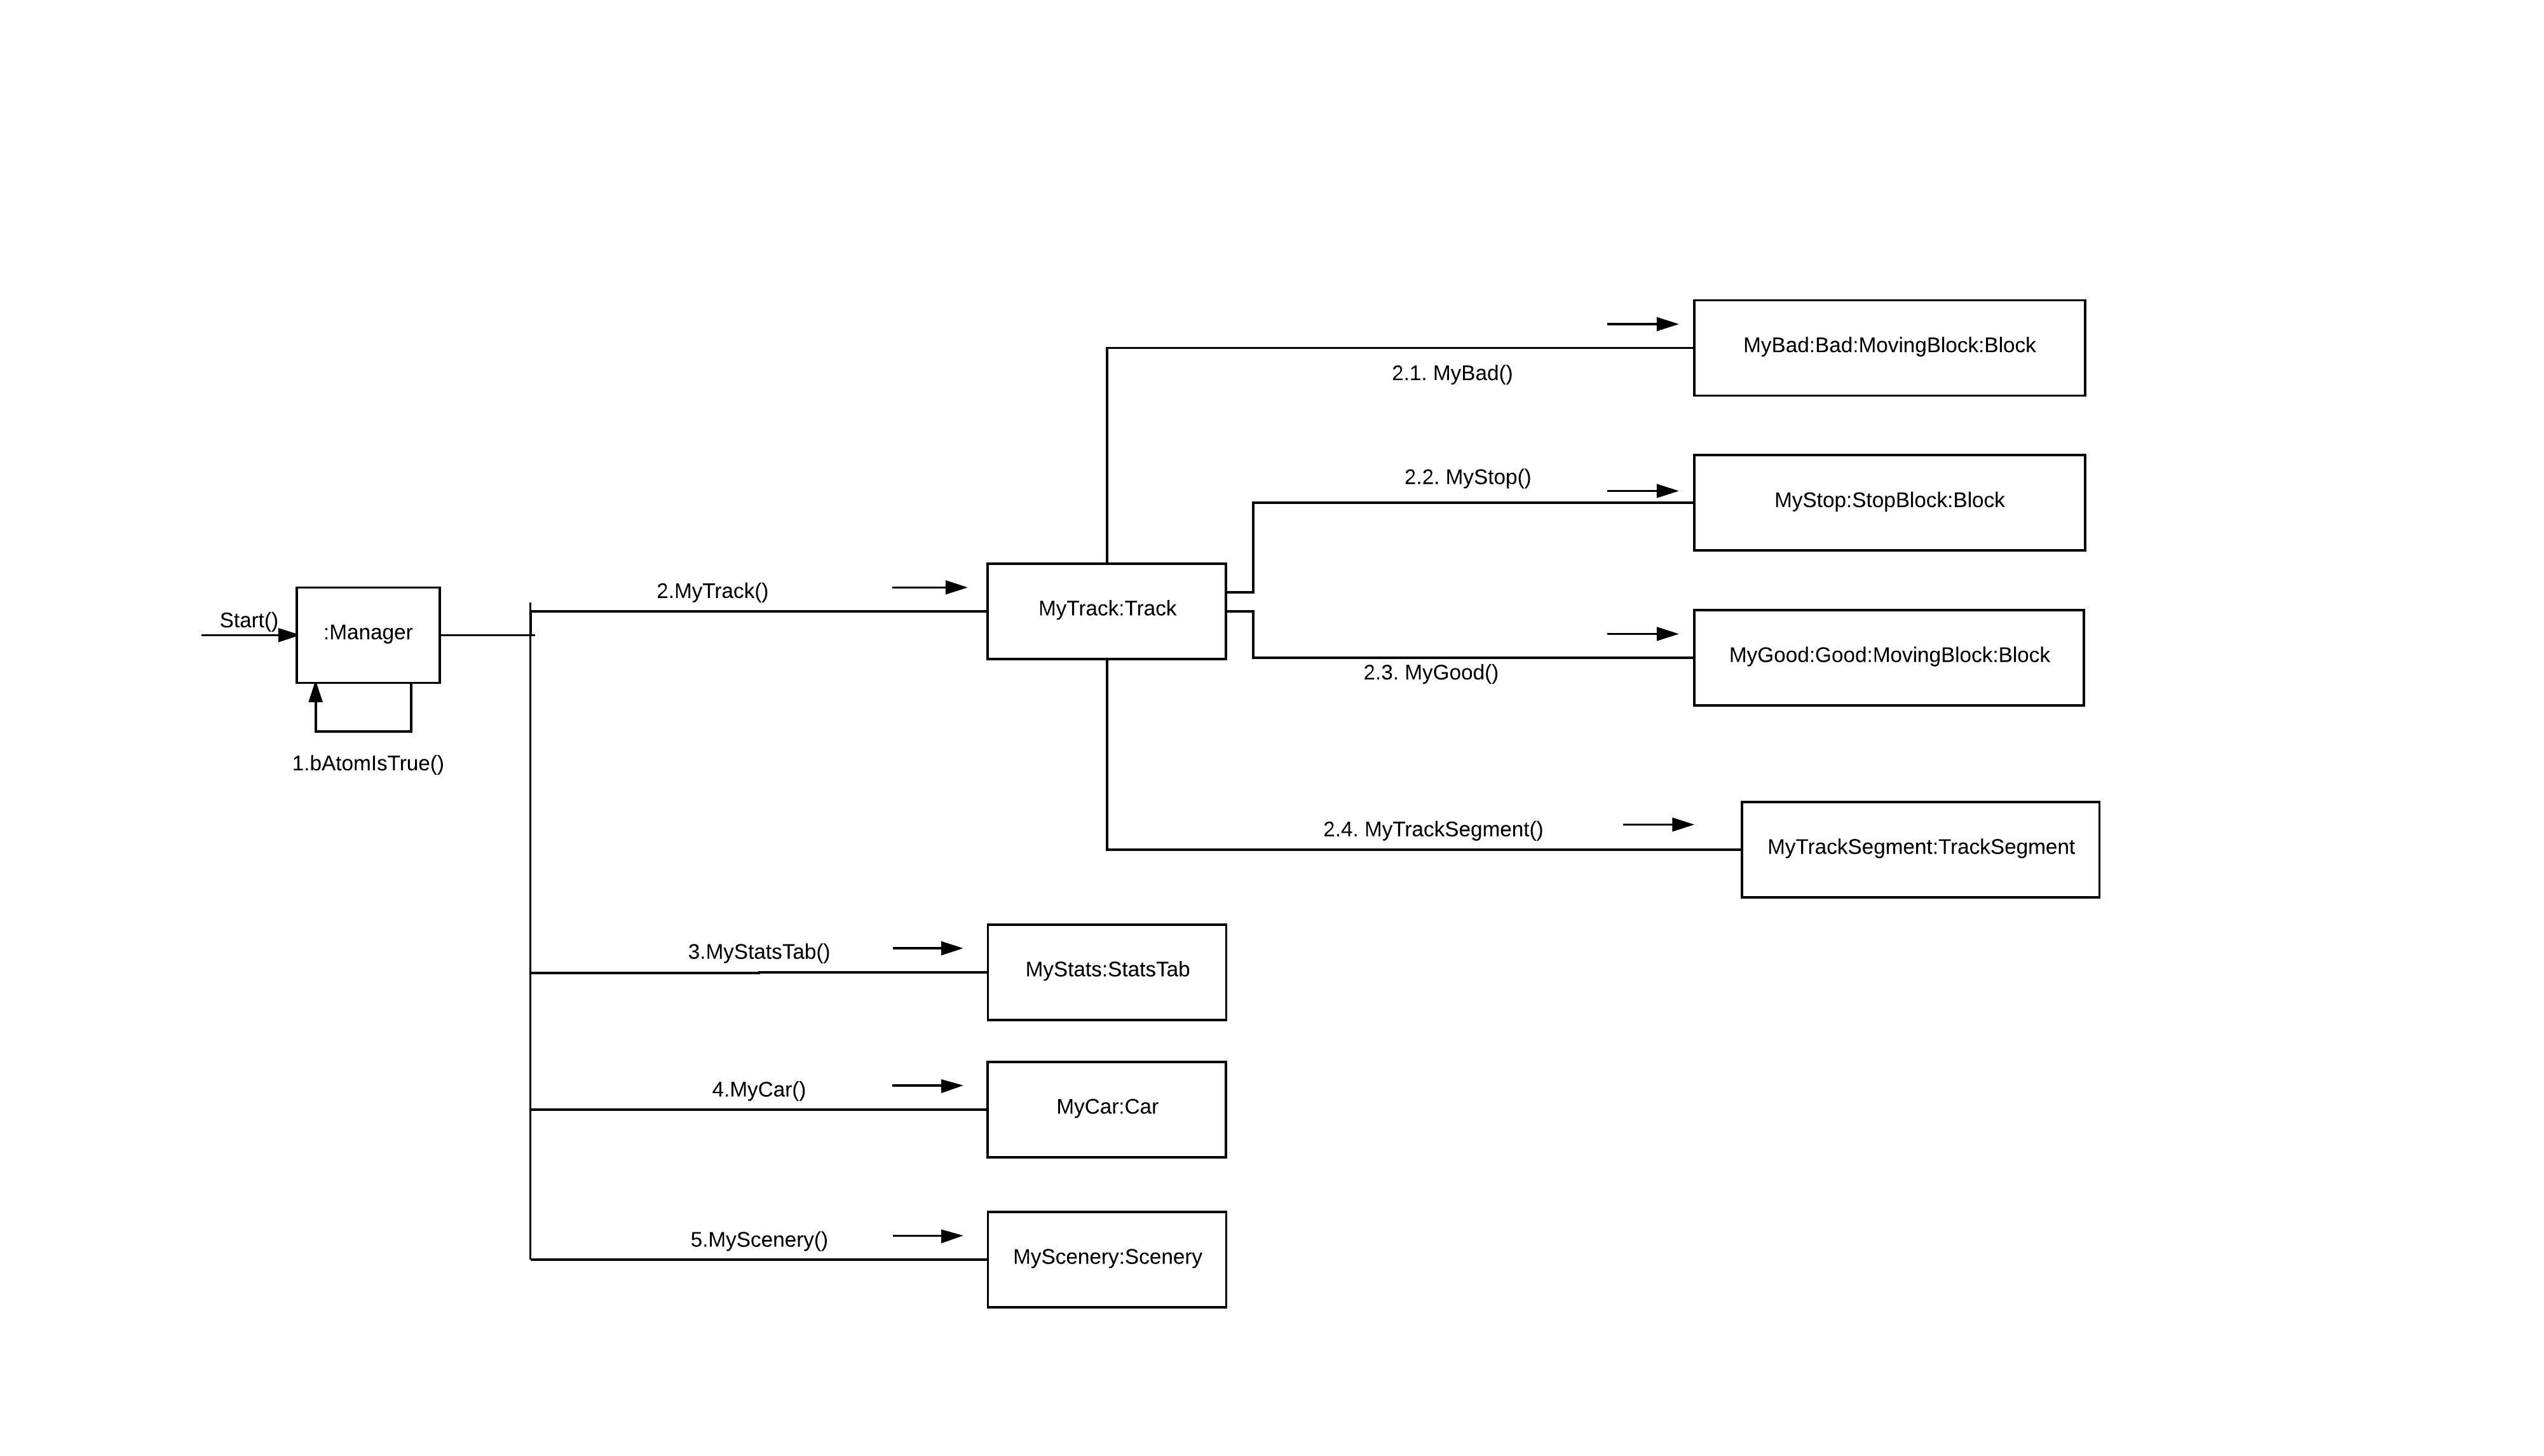 MyBad:Bad:MovingBlock:Block
2.1. MyBad()
2.2. MyStop()
MyStop:StopBlock:Block
2.MyTrack()
MyTrack:Track
Start()
:Manager
MyGood:Good:MovingBlock:Block
2.3. MyGood()
1.bAtomIsTrue()
2.4. MyTrackSegment()
MyTrackSegment:TrackSegment
3.MyStatsTab()
MyStats:StatsTab
4.MyCar()
MyCar:Car
5.MyScenery()
MyScenery:Scenery